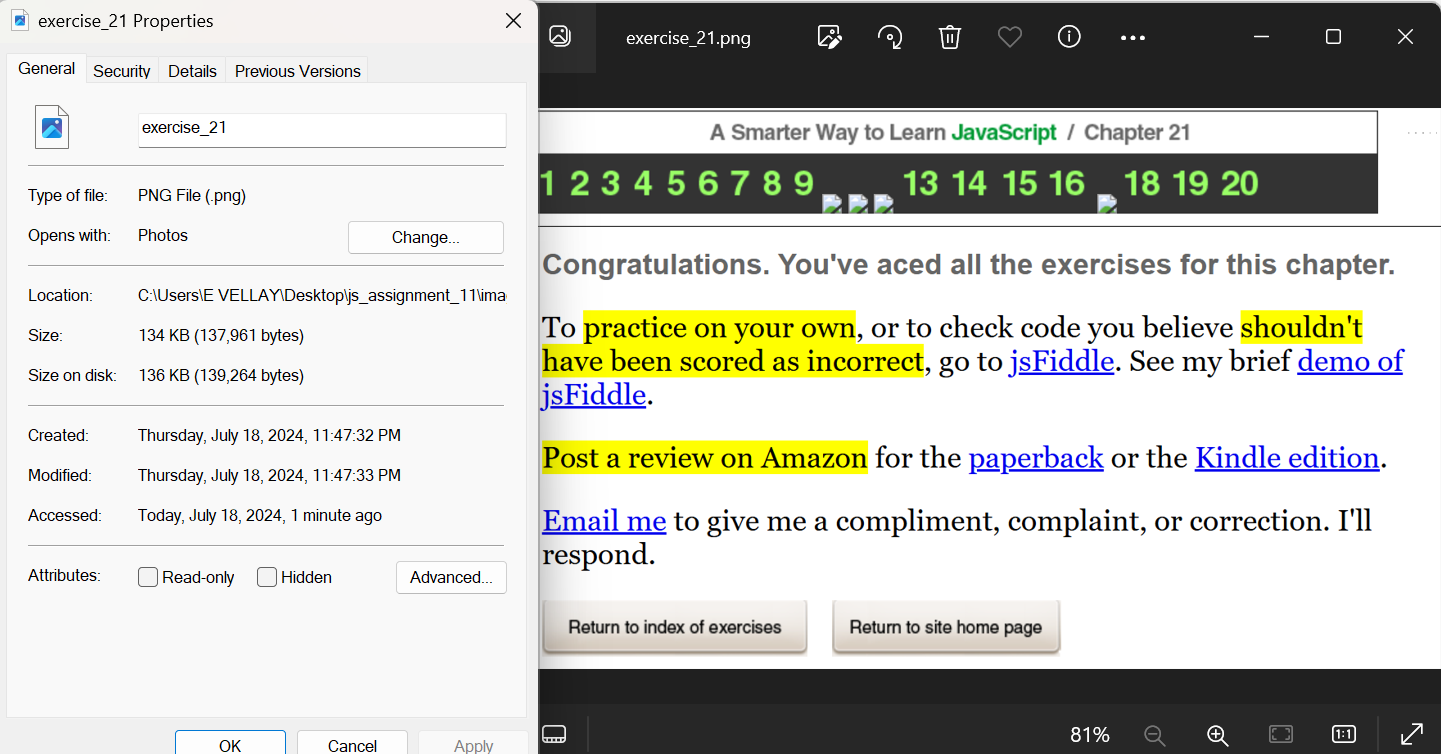 exercise_21 Properties
General Security Details Previous Versions
exercise_21
Type of file: PNG File (.png)
Opens with: Photos Change...
Location: C:\Users\E VELLAY\Desktop\js_assignment_11\ima
Size: 134 KB (137,961 bytes)
Size on disk: 136 KB (139,264 bytes)
Created: Thursday, July 18, 2024, 11:47:32 PM
Modified: Thursday, July 18, 2024, 11:47:33 PM
Accessed: Today, July 18, 2024, 1 minute ago
Attributes: Read-only Hidden Advanced...
OK Cancel Apply
exercise_21.png
A Smarter Way to Learn JavaScript / Chapter 21
1 2 3 4 5 6 7 8 9 13 14 15 16 18 19 20
Congratulations. You've aced all the exercises for this chapter.
To practice on your own, or to check code you believe shouldn't
have been scored as incorrect, go to jsFiddle. See my brief demo of
jsFiddle.
Post a review on Amazon for the paperback or the Kindle edition.
Email me to give me a compliment, complaint, or correction. I'll
respond.
Return to index of exercises Return to site home page
81% 1:1